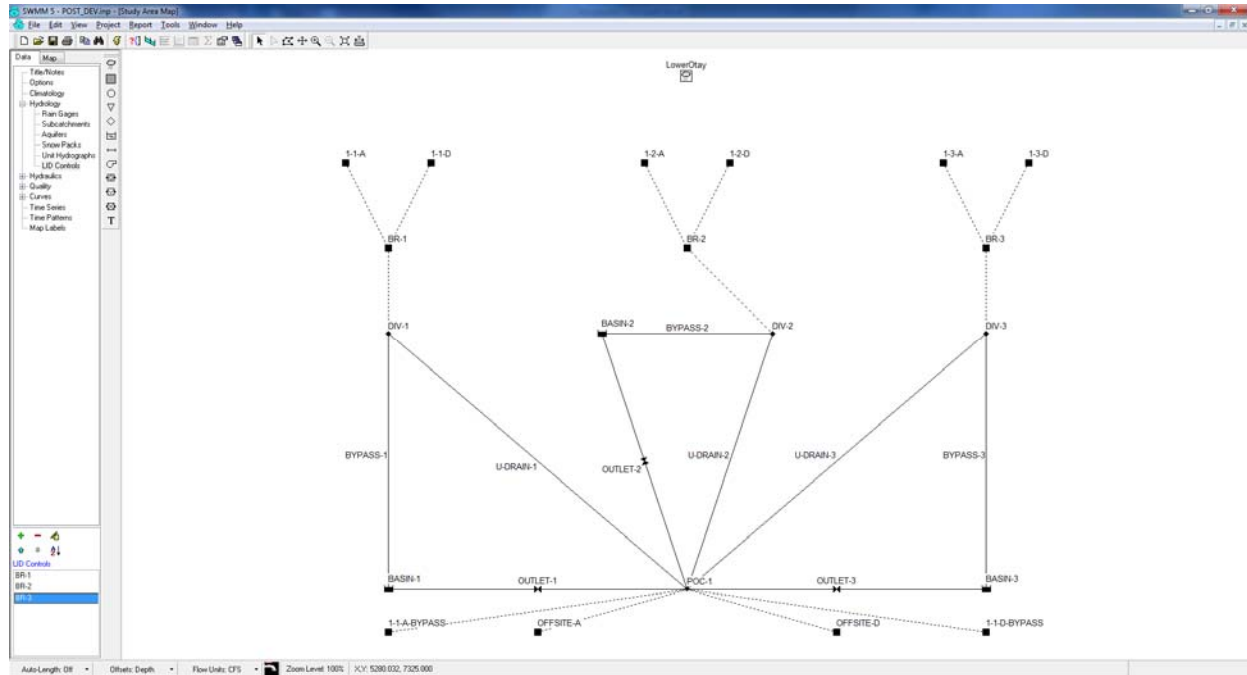 SWMM 5 - POST_DEV.inp - [Study Area Map]
File Edit View Project Report Tools Window Help
Data Map
Title/Notes
Options
Climatology
Hydrology
Rain Gages
Subcatchments
Aquifers
Snow Packs
Unit Hydrographs
LID Controls
Hydraulics
Quality
Curves
Time Series
Time Patterns
Map Labels
T
LowerOtay
1-1-A 1-1-D 1-2-A 1-2-D 1-3-A 1-3-D
BR-1 BR-2 BR-3
DIV-1 BASIN-2 BYPASS-2 DIV-2 DIV-3
BYPASS-1 U-DRAIN-1 OUTLET-2 U-DRAIN-2 U-DRAIN-3 BYPASS-3
BASIN-1 OUTLET-1 POC-1 OUTLET-3 BASIN-3
1-1-A-BYPASS OFFSITE-A OFFSITE-D 1-1-D-BYPASS
LID Controls
BR-1
BR-2
BR-3
Auto-Length: Off Offsets: Depth Flow Units: CFS Zoom Level: 100% X,Y: 5280.032, 7325.000